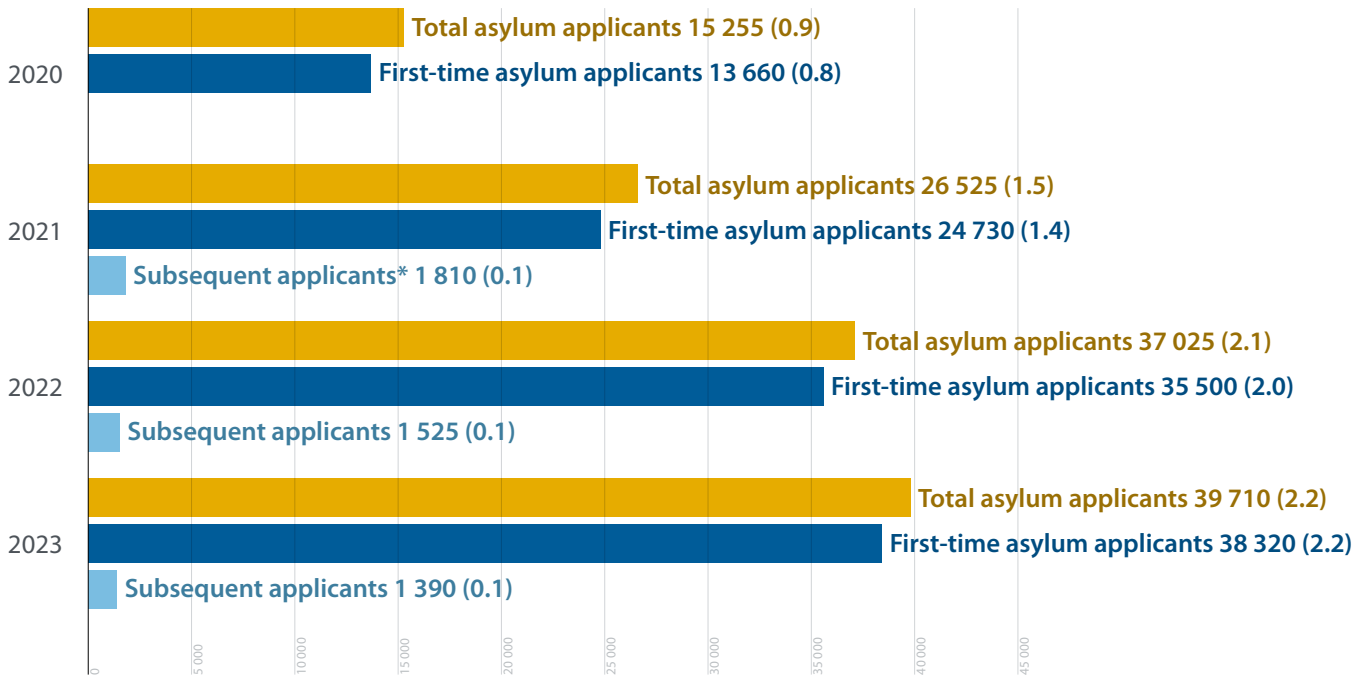 Total asylum applicants 15 255 (0.9)
2020
First-time asylum applicants 13 660 (0.8)
Total asylum applicants 26 525 (1.5)
2021
First-time asylum applicants 24 730 (1.4)
Subsequent applicants* 1 810 (0.1)
Total asylum applicants 37 025 (2.1)
2022
First-time asylum applicants 35 500 (2.0)
Subsequent applicants 1 525 (0.1)
Total asylum applicants 39 710 (2.2)
2023
First-time asylum applicants 38 320 (2.2)
Subsequent applicants 1 390 (0.1)
0
5 000
10 000
15 000
20 000
25 000
30 000
35 000
40 000
45 000